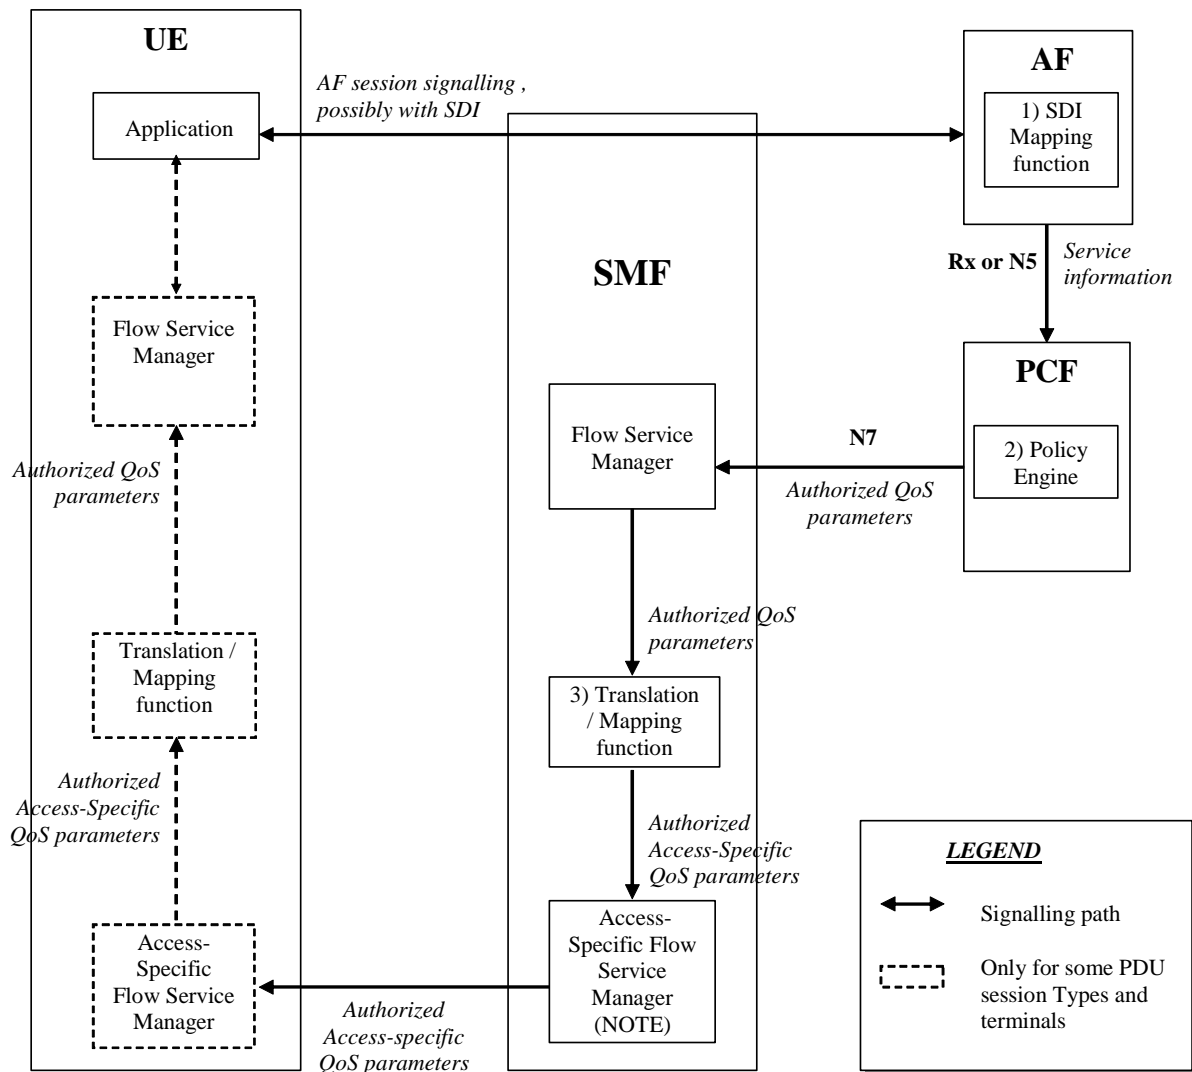 UE
AF session signalling ,
possibly with SDI
AF
Application
1) SDI
Mapping
function
SMF
Rx or N5
Service
information
Flow Service
Manager
PCF
Flow Service
Manager
N7
2) Policy
Engine
Authorized QoS
parameters
Authorized QoS
parameters
Authorized QoS
parameters
Translation /
Mapping
function
3) Translation
/ Mapping
function
Authorized
Access-Specific
QoS parameters
Authorized
Access-Specific
QoS parameters
LEGEND
Signalling path
Only for some PDU
session Types and
terminals
Access-
Specific
Flow Service
Manager
Access-
Specific Flow
Service
Manager
(NOTE)
Authorized
Access-specific
QoS parameters